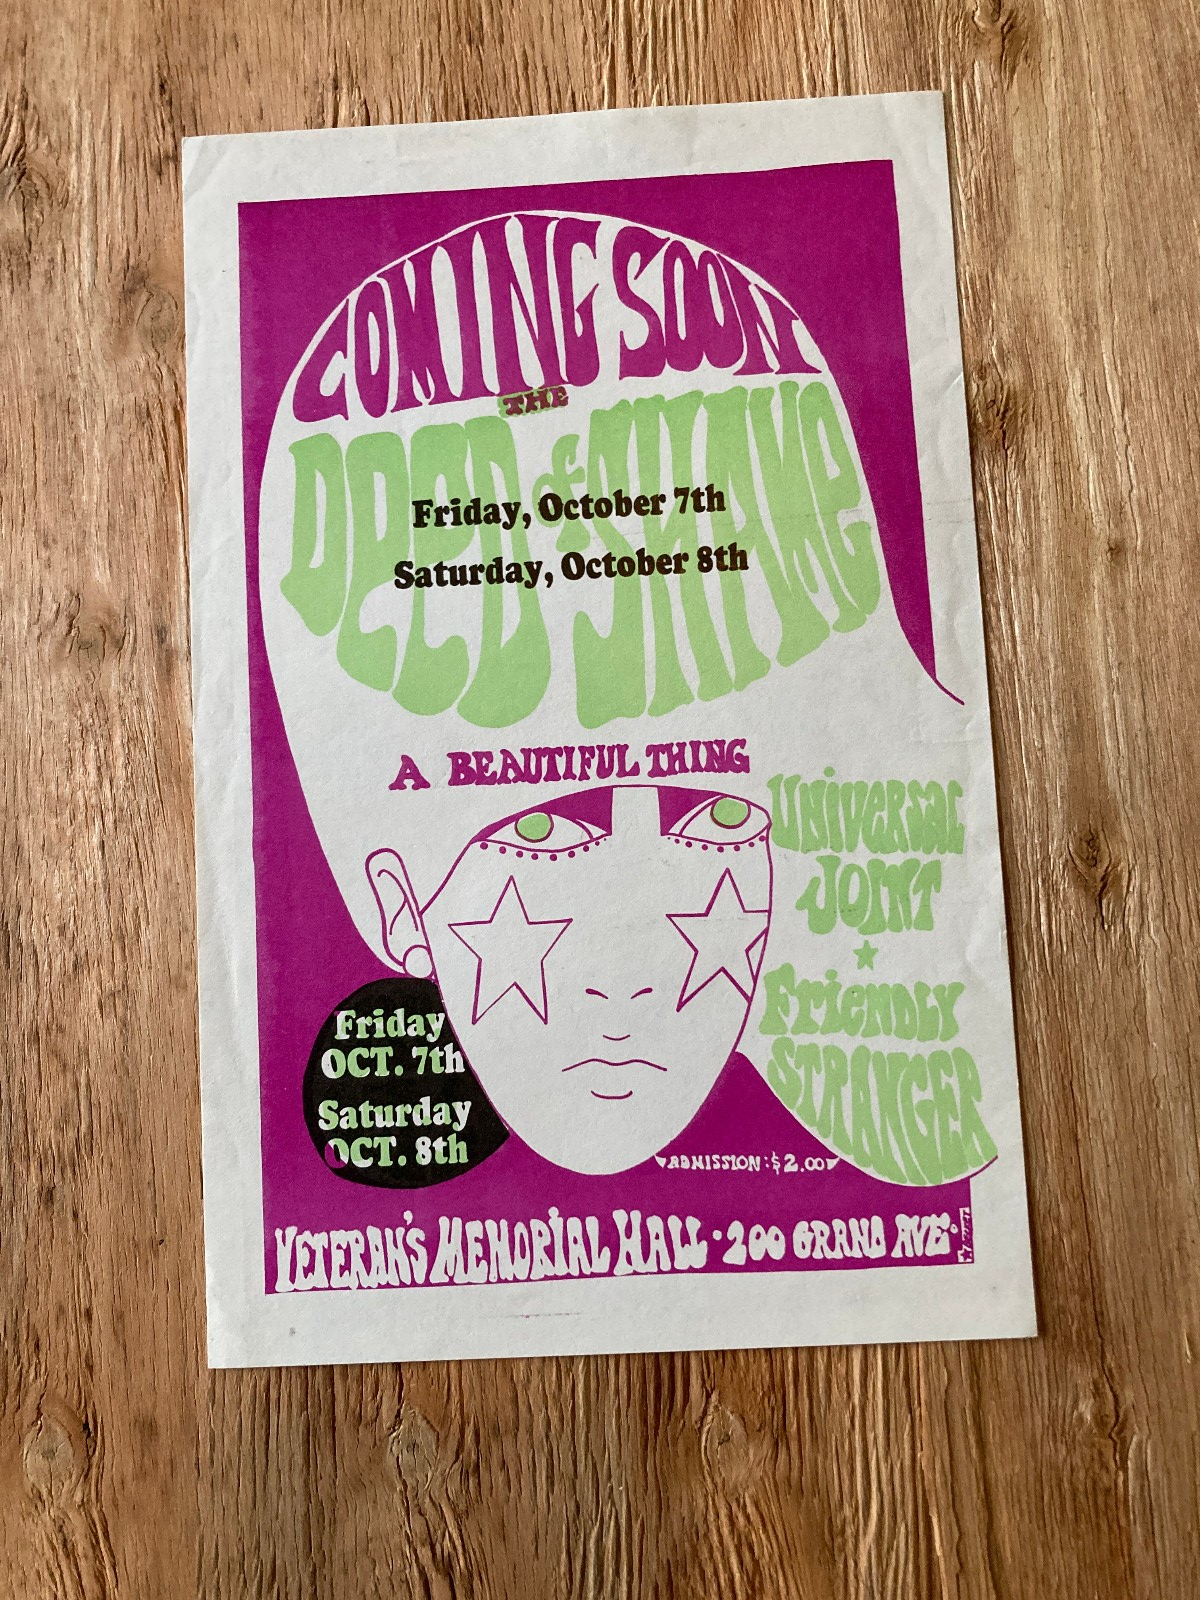 COMING SOON
THE
DEED of SHAME
Friday, October 7th
Saturday, October 8th
A BEAUTIFUL THING
UNIVERSAL
JOINT
FRIENDLY
STRANGER
Friday
OCT. 7th
Saturday
OCT. 8th
ADMISSION: $2.00
VETERAN'S MEMORIAL HALL · 200 GRAND AVE·